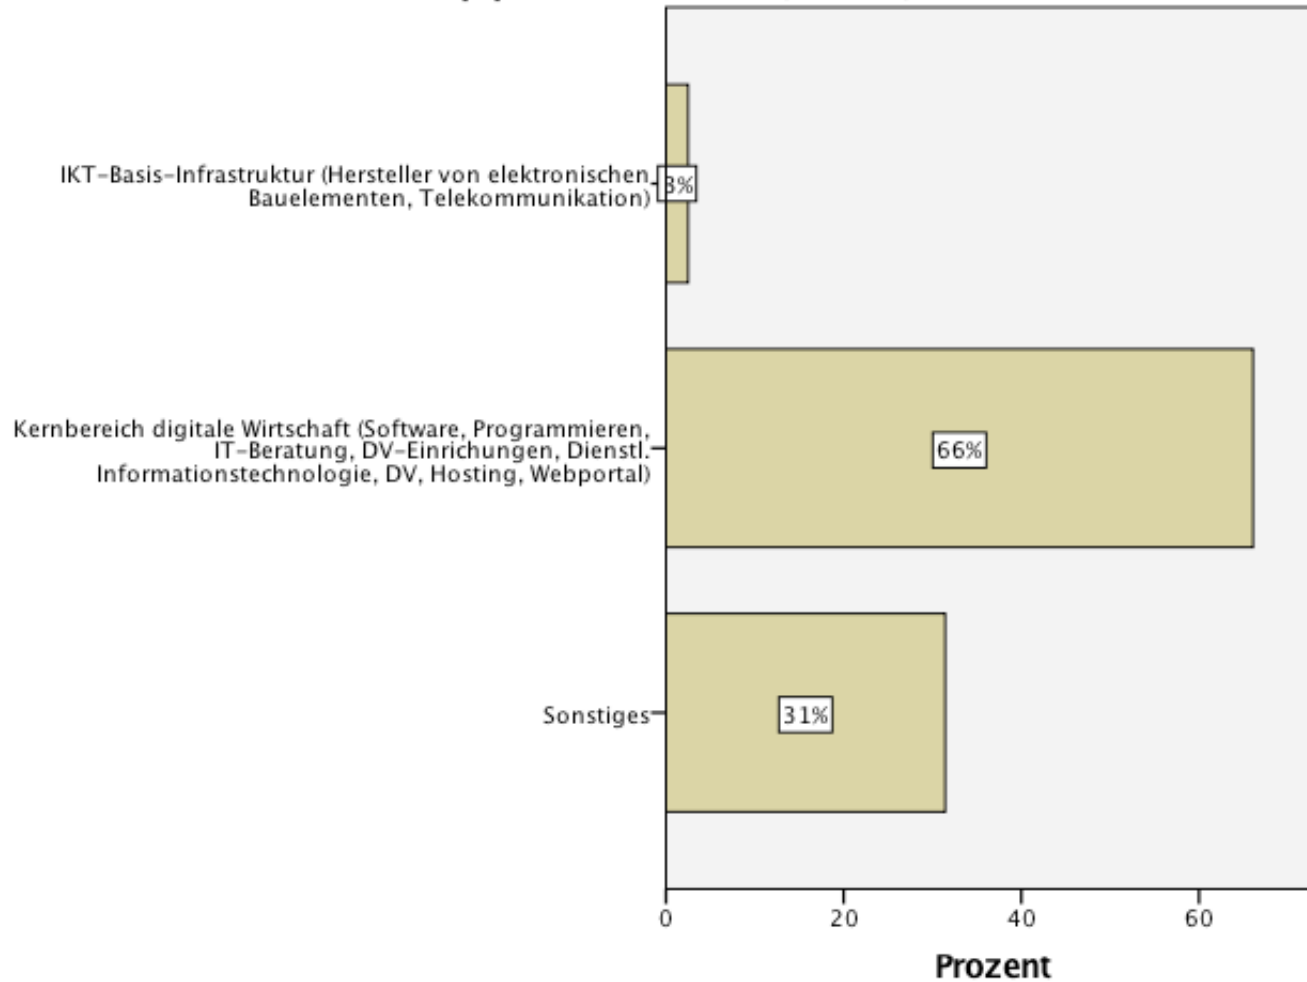 IKT-Basis-Infrastruktur (Hersteller von elektronischen
Bauelementen, Telekommunikation)
3%
Kernbereich digitale Wirtschaft (Software, Programmieren,
IT-Beratung, DV-Einrichungen, Dienstl.
Informationstechnologie, DV, Hosting, Webportal)
66%
Sonstiges
31%
0 20 40 60
Prozent